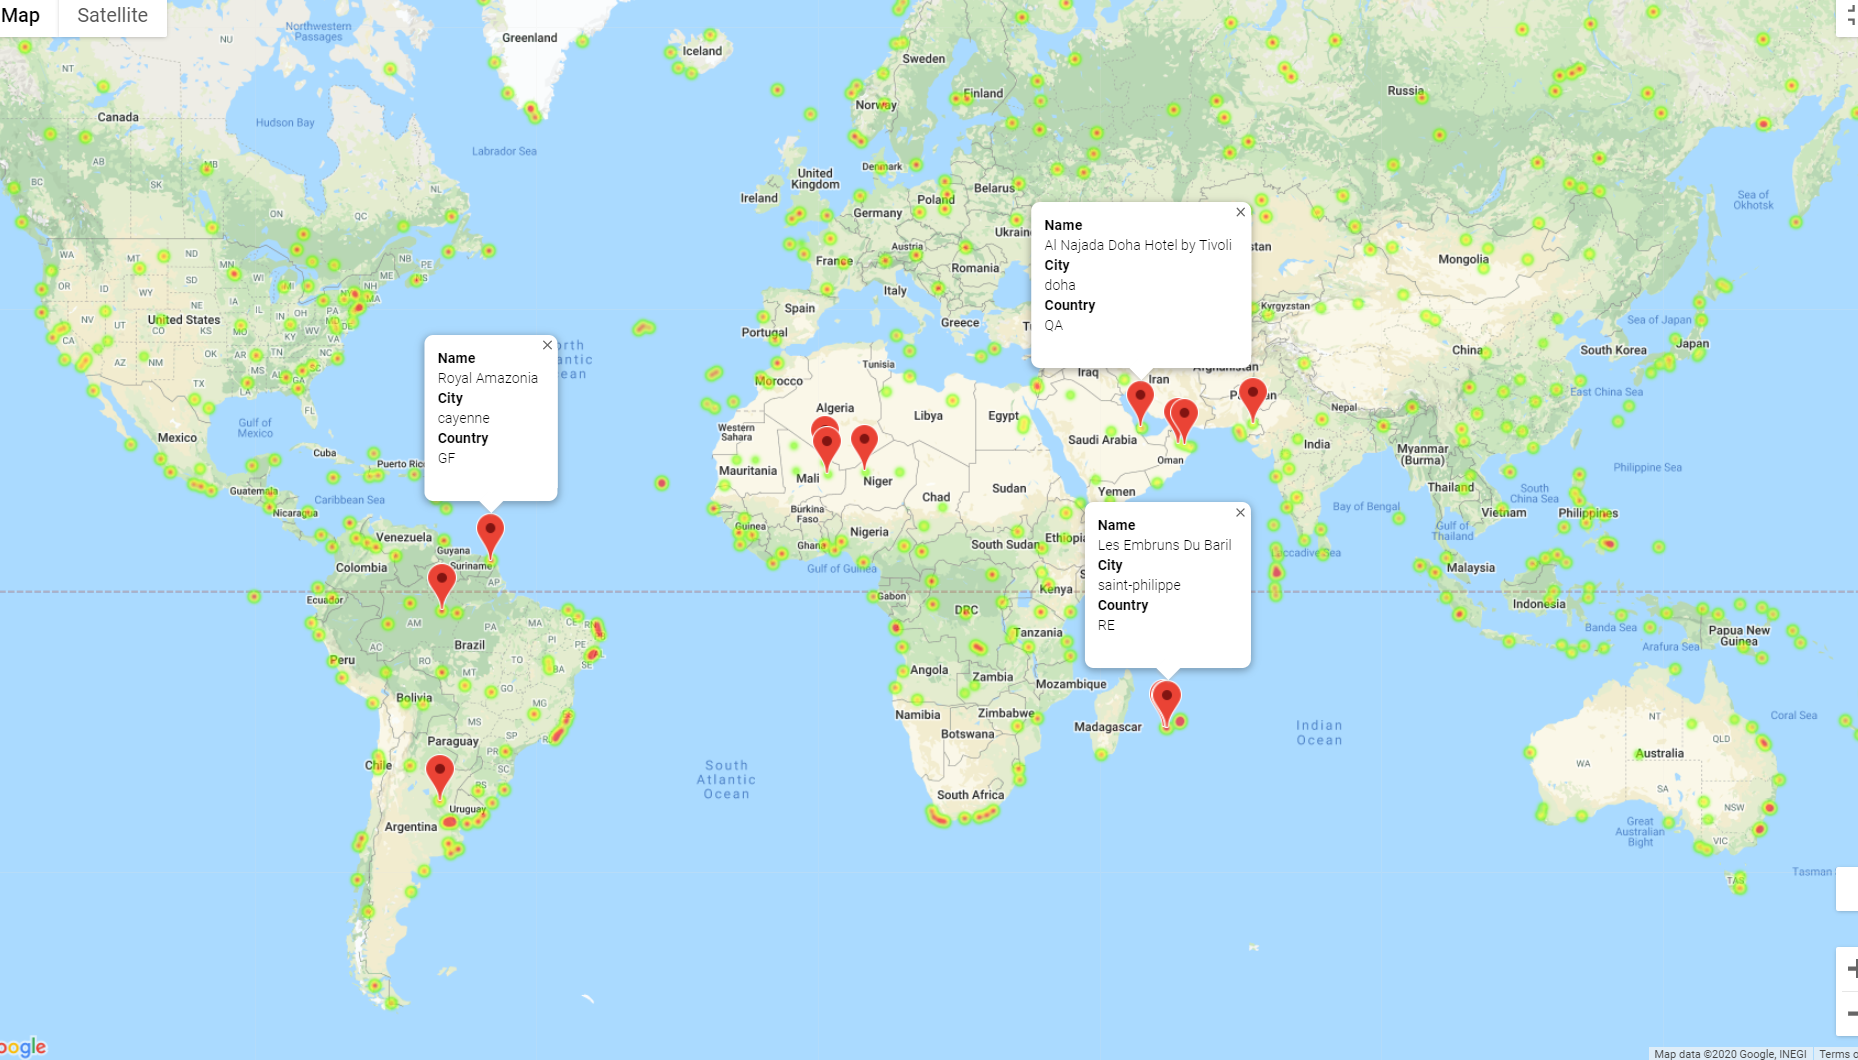 Map
Satellite
Greenland
Northwestern
Passages
NU
NT
Canada
Hudson Bay
Labrador Sea
AB
BC
SK
MB
ON
QC
NL
NB
PE
NS
Iceland
Sweden
Finland
Norway
Russia
Denmark
United
Kingdom
Ireland
Poland
Belarus
Germany
Ukraine
Austria
France
Romania
Italy
Spain
Portugal
Greece
Sea of
Okhotsk
Mongolia
Kyrgyzstan
Sea of Japan
Japan
South Korea
China
East China Sea
WA
MT
ND
MN
OR
ID
WY
SD
WI
MI
ME
NH
MA
NE
IA
NV
UT
United States
CO
KS
MO
IL
IN
OH
PA
MD
DE
VA
CA
AZ
NM
OK
AR
TN
NC
AL
GA
TX
FL
Gulf of
Mexico
Mexico
Cuba
Puerto Rico
Guatemala
Caribbean Sea
Nicaragua
Name
Royal Amazonia
City
cayenne
Country
GF
Name
Al Najada Doha Hotel by Tivoli
City
doha
Country
QA
Name
Les Embruns Du Baril
City
saint-philippe
Country
RE
Tunisia
Morocco
Algeria
Libya
Egypt
Western
Sahara
Mauritania
Mali
Niger
Chad
Sudan
Burkina
Faso
Guinea
Ghana
Nigeria
Gulf of Guinea
South Sudan
Ethiopia
Iraq
Iran
Afghanistan
Saudi Arabia
Oman
Yemen
Nepal
India
Myanmar
(Burma)
Thailand
Vietnam
South
China Sea
Philippine Sea
Philippines
Bay of Bengal
Gulf of
Thailand
Laccadive Sea
Malaysia
Indonesia
Banda Sea
Papua New
Guinea
Arafura Sea
Venezuela
Guyana
Suriname
Colombia
Ecuador
AP
AM
PA
MA
CE
RN
PI
PE
Brazil
AC
TO
SE
BA
RO
Peru
MT
GO
Bolivia
MG
MS
SP
Paraguay
PR
SC
Chile
RS
Uruguay
Argentina
Gabon
DRC
Kenya
Tanzania
Angola
Zambia
Mozambique
Namibia
Zimbabwe
Botswana
Madagascar
South Africa
South
Atlantic
Ocean
Indian
Ocean
Coral Sea
NT
QLD
Australia
WA
SA
NSW
Great
Australian
Bight
VIC
TAS
Tasman
Map data ©2020 Google, INEGI
Terms